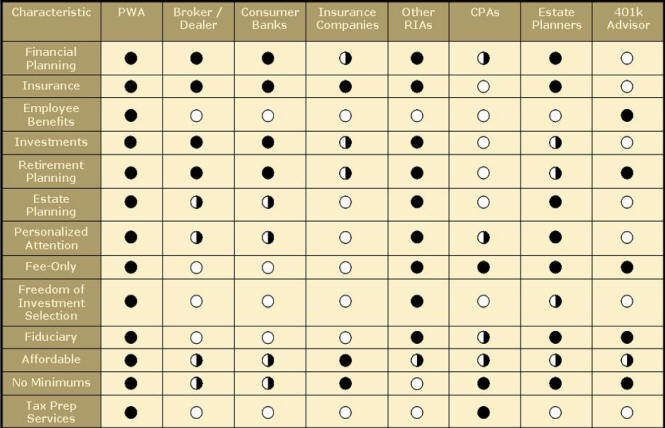 Characteristic PWA Broker / Consumer Insurance Other CPAs Estate 401k
Dealer Banks Companies RIAs Planners Advisor
Financial
Planning
Insurance
Employee
Benefits
Investments
Retirement
Planning
Estate
Planning
Personalized
Attention
Fee-Only
Freedom of
Investment
Selection
Fiduciary
Affordable
No Minimums
Tax Prep
Services